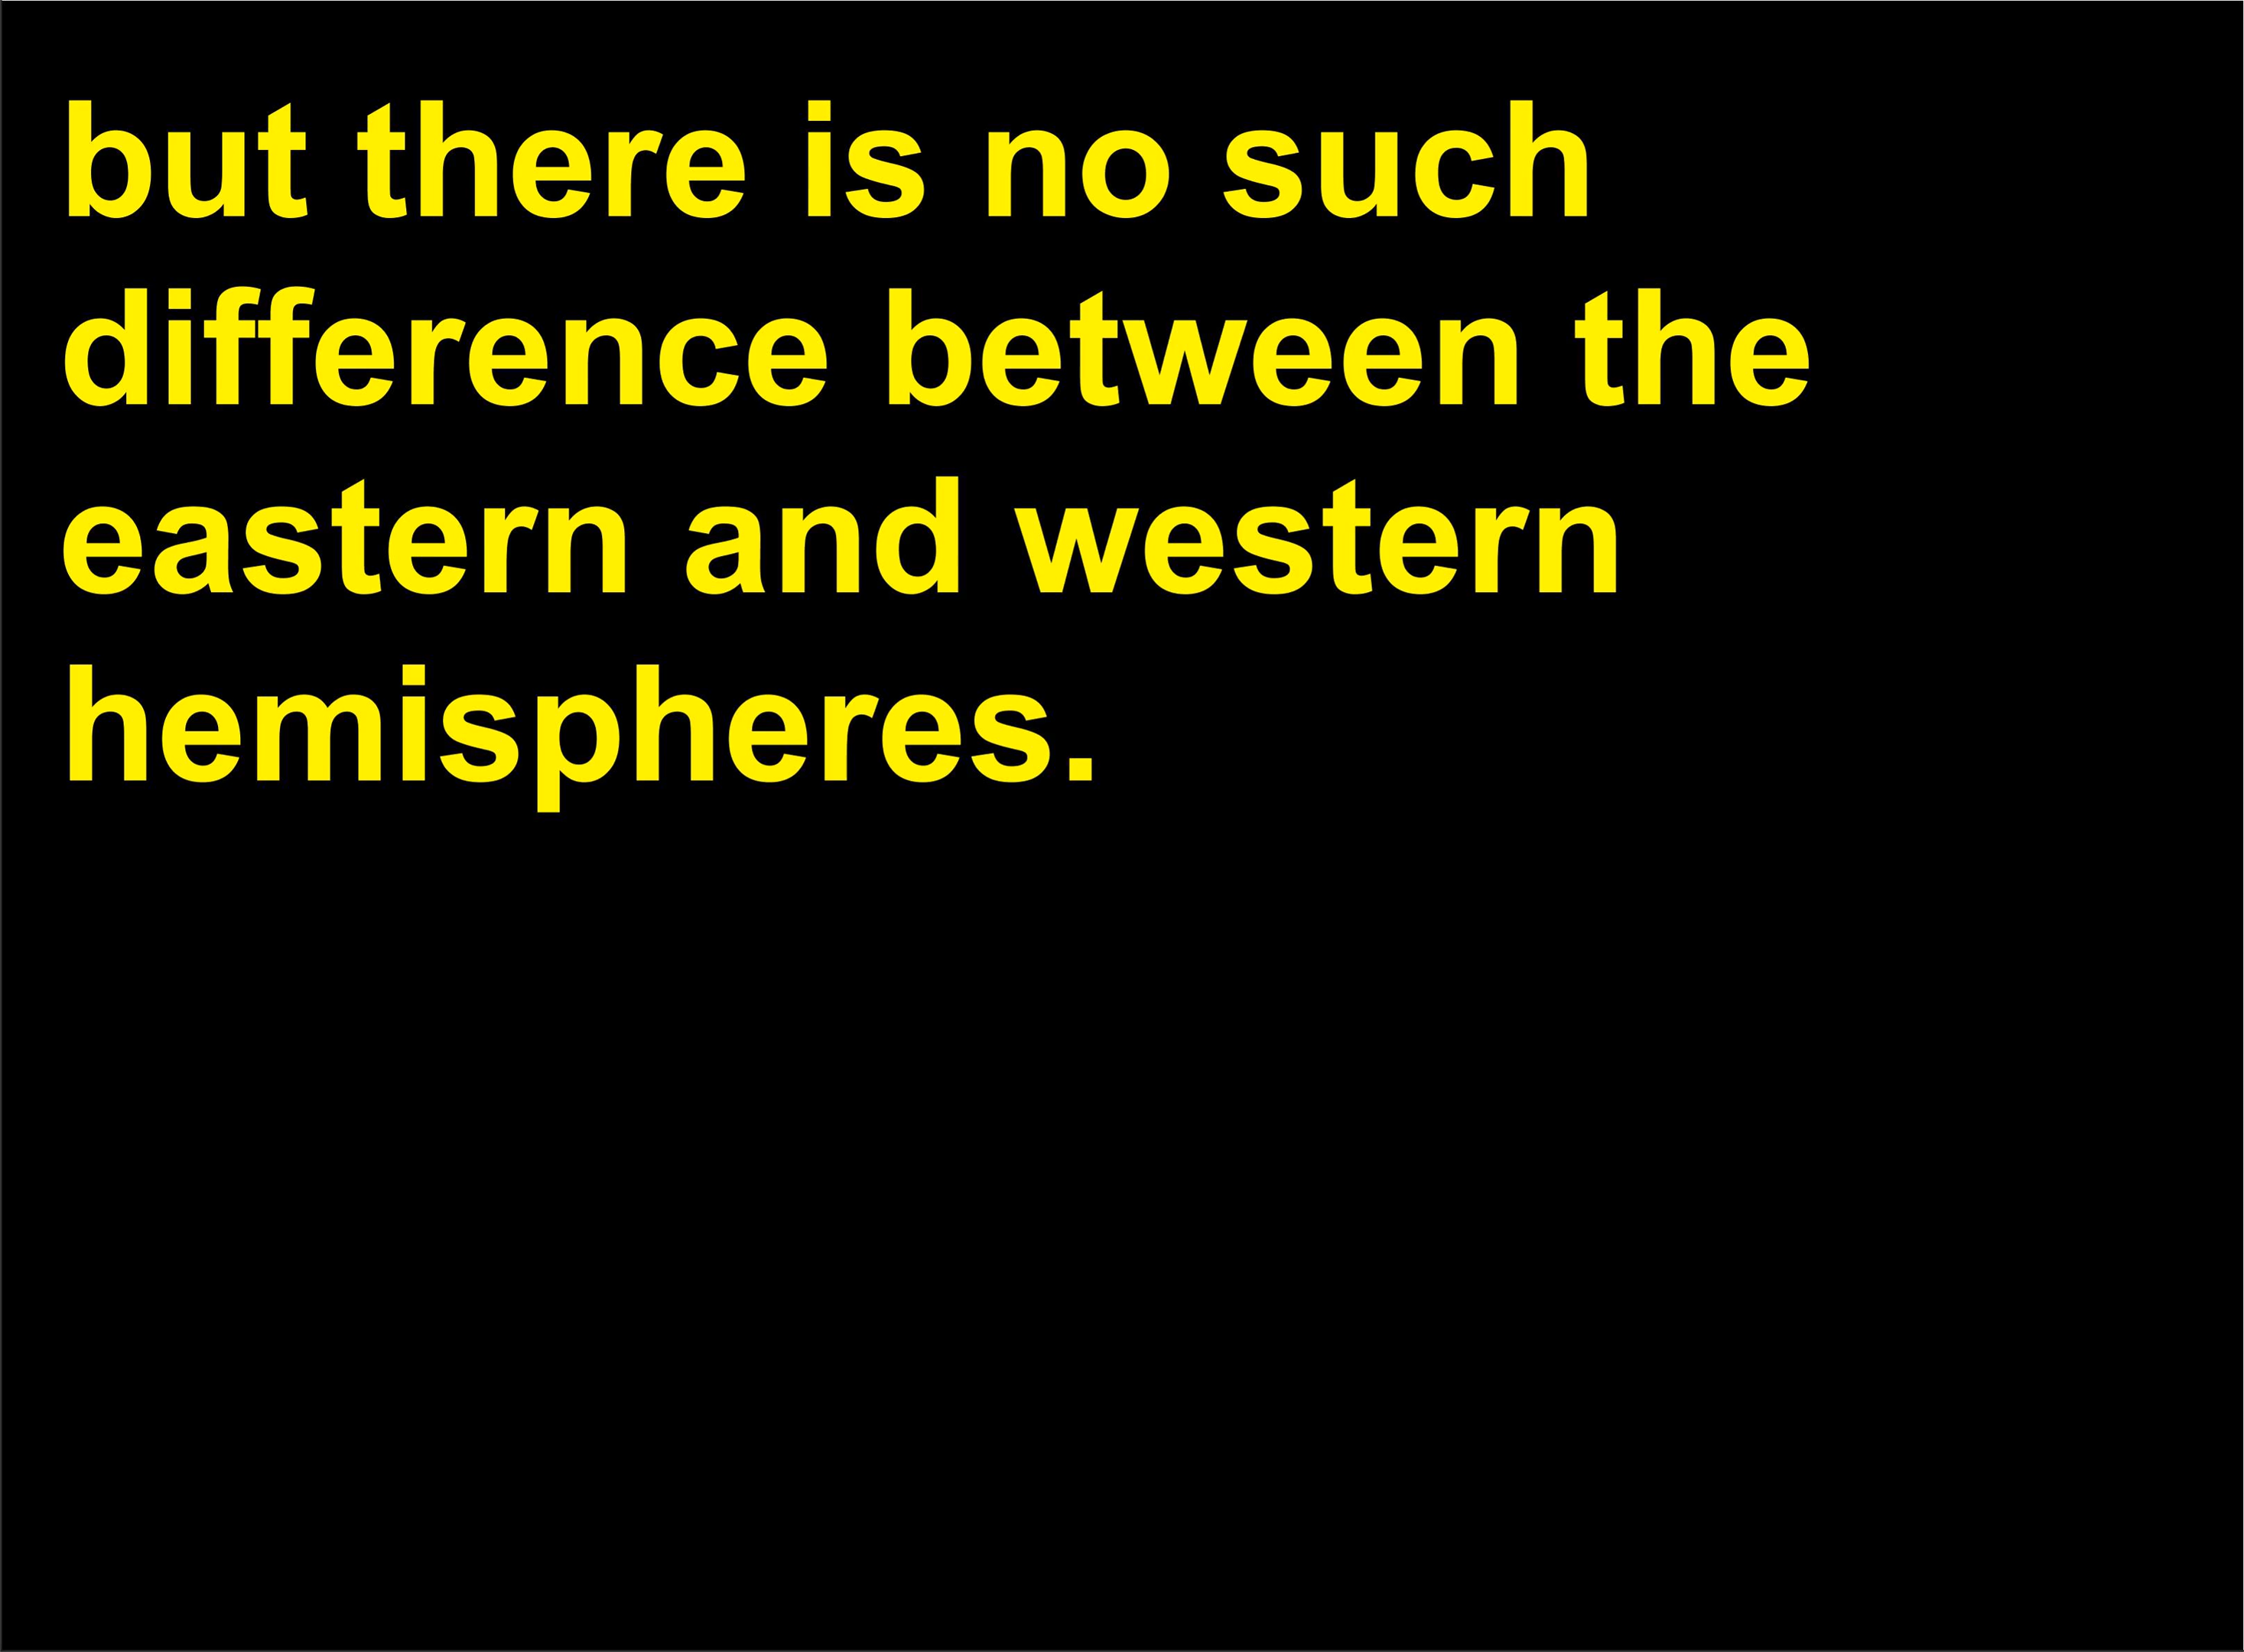 but there is no such
difference between the
eastern and western
hemispheres.